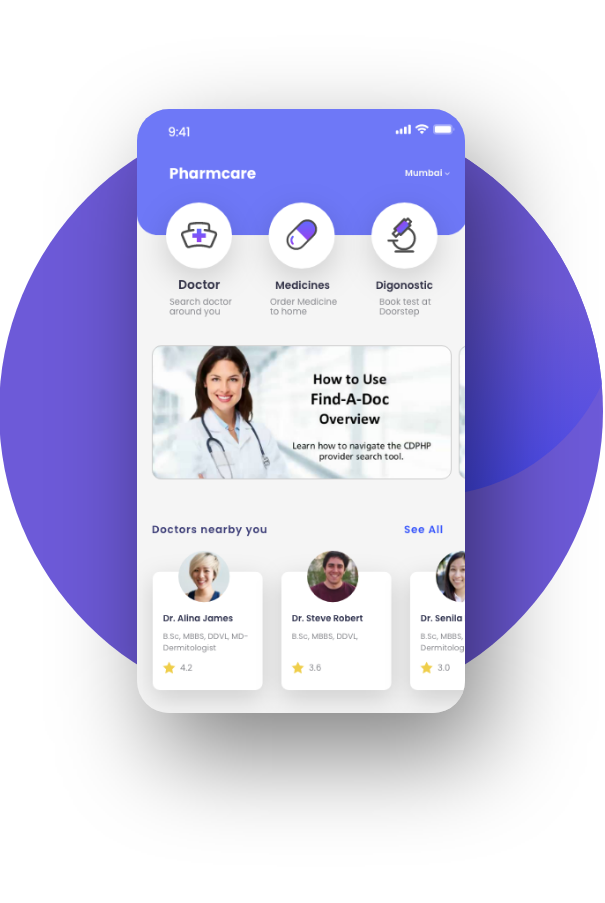 9:41
Pharmcare
Mumbai
Doctor
Search doctor
around you
Medicines
Order Medicine
to home
Digonostic
Book test at
Doorstep
How to Use
Find-A-Doc
Overview
Learn how to navigate the CDPHP
provider search tool.
Doctors nearby you
See All
Dr. Alina James
B.Sc, MBBS, DDVL, MD-
Dermitologist
4.2
Dr. Steve Robert
B.Sc, MBBS, DDVL,
3.6
Dr. Senila
B.Sc, MBBS,
Dermitolog
3.0